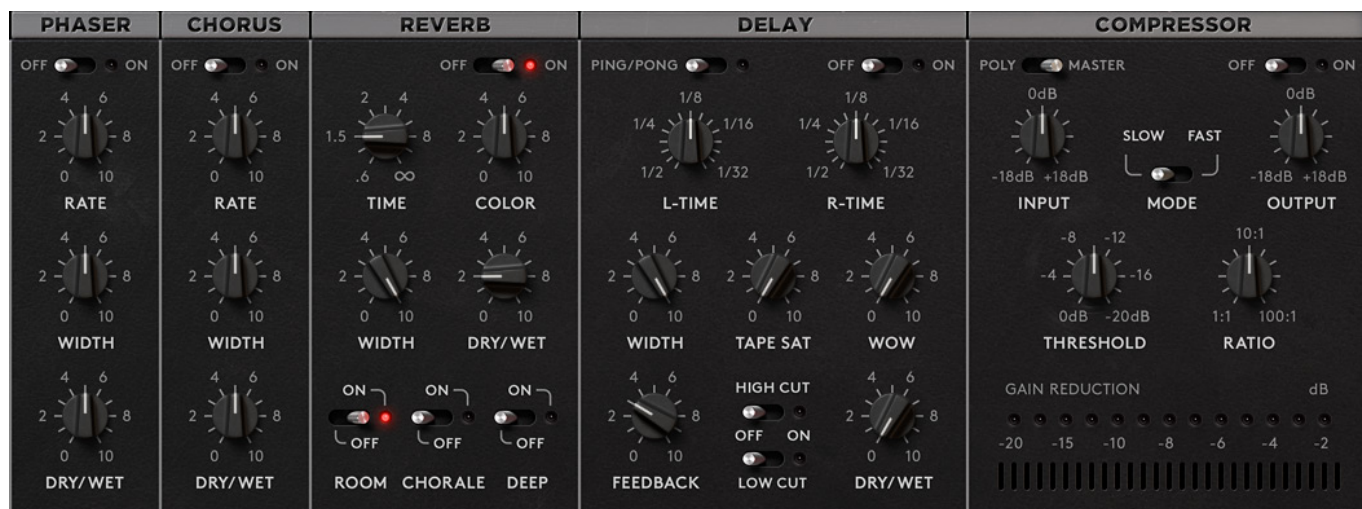 PHASER
OFF ON
4 6
2 8
0 10
RATE
4 6
2 8
0 10
WIDTH
4 6
2 8
0 10
DRY/WET
CHORUS
OFF ON
4 6
2 8
0 10
RATE
4 6
2 8
0 10
WIDTH
4 6
2 8
0 10
DRY/WET
REVERB
OFF ON
2 4
1.5 8
.6 ∞
TIME
4 6
2 8
0 10
COLOR
4 6
2 8
0 10
WIDTH
4 6
2 8
0 10
DRY/WET
ON ON ON
OFF OFF OFF
ROOM CHORALE DEEP
DELAY
PING/PONG OFF ON
1/8
1/4 1/16
1/2 1/32
L-TIME
1/8
1/4 1/16
1/2 1/32
R-TIME
4 6
2 8
0 10
WIDTH
4 6
2 8
0 10
TAPE SAT
4 6
2 8
0 10
WOW
4 6
2 8
0 10
FEEDBACK
HIGH CUT
OFF ON
LOW CUT
4 6
2 8
0 10
DRY/WET
COMPRESSOR
POLY MASTER
OFF ON
0dB
-18dB +18dB
INPUT
SLOW FAST
MODE
0dB
-18dB +18dB
OUTPUT
-8 -12
-4 -16
0dB -20dB
THRESHOLD
10:1
1:1 100:1
RATIO
GAIN REDUCTION dB
-20 -15 -10 -8 -6 -4 -2